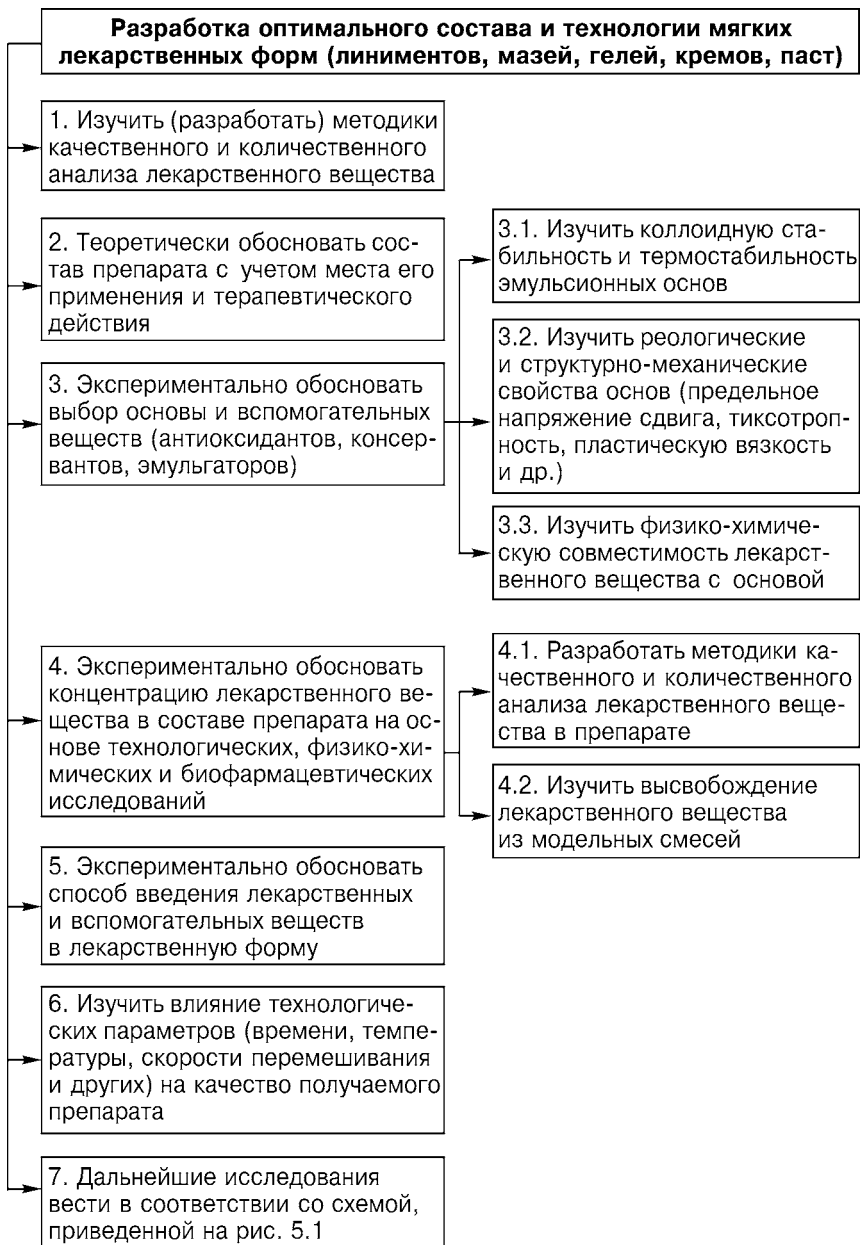 Разработка оптимального состава и технологии мягких
лекарственных форм (линиментов, мазей, гелей, кремов, паст)
1. Изучить (разработать) методики
качественного и количественного
анализа лекарственного вещества
2. Теоретически обосновать сос-
тав препарата с учетом места его
применения и терапевтического
действия
3. Экспериментально обосновать
выбор основы и вспомогательных
веществ (антиоксидантов, консер-
вантов, эмульгаторов)
3.1. Изучить коллоидную ста-
бильность и термостабильность
эмульсионных основ
3.2. Изучить реологические
и структурно-механические
свойства основ (предельное
напряжение сдвига, тиксотроп-
ность, пластическую вязкость
и др.)
3.3. Изучить физико-химиче-
скую совместимость лекарст-
венного вещества с основой
4. Экспериментально обосновать
концентрацию лекарственного ве-
щества в составе препарата на ос-
нове технологических, физико-хи-
мических и биофармацевтических
исследований
4.1. Разработать методики ка-
чественного и количественного
анализа лекарственного веще-
ства в препарате
4.2. Изучить высвобождение
лекарственного вещества
из модельных смесей
5. Экспериментально обосновать
способ введения лекарственных
и вспомогательных веществ
в лекарственную форму
6. Изучить влияние технологиче-
ских параметров (времени, темпе-
ратуры, скорости перемешивания
и других) на качество получаемого
препарата
7. Дальнейшие исследования
вести в соответствии со схемой,
приведенной на рис. 5.1